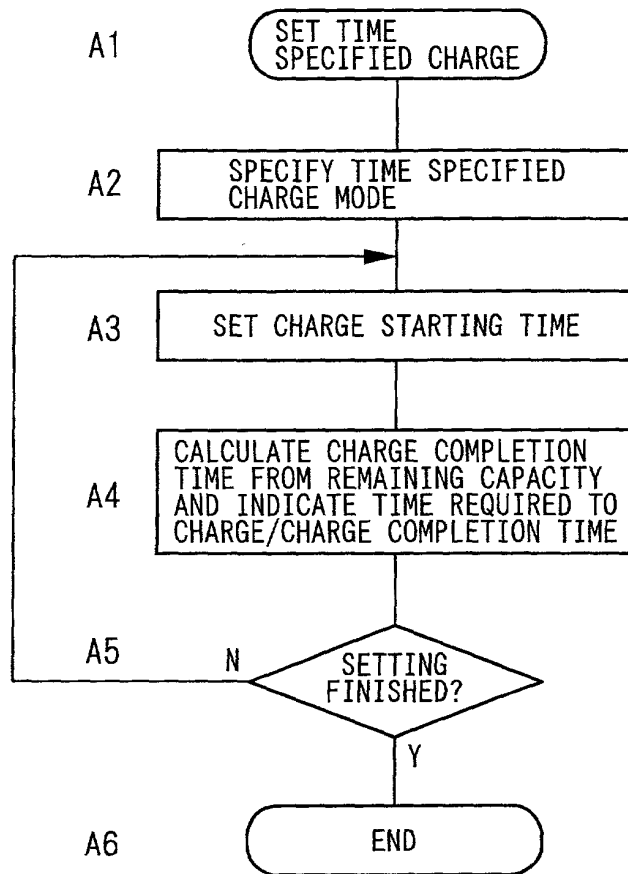 A1
SET TIME
SPECIFIED CHARGE
A2
SPECIFY TIME SPECIFIED
CHARGE MODE
A3
SET CHARGE STARTING TIME
A4
CALCULATE CHARGE COMPLETION
TIME FROM REMAINING CAPACITY
AND INDICATE TIME REQUIRED TO
CHARGE/CHARGE COMPLETION TIME
A5
N
SETTING
FINISHED?
Y
A6
END